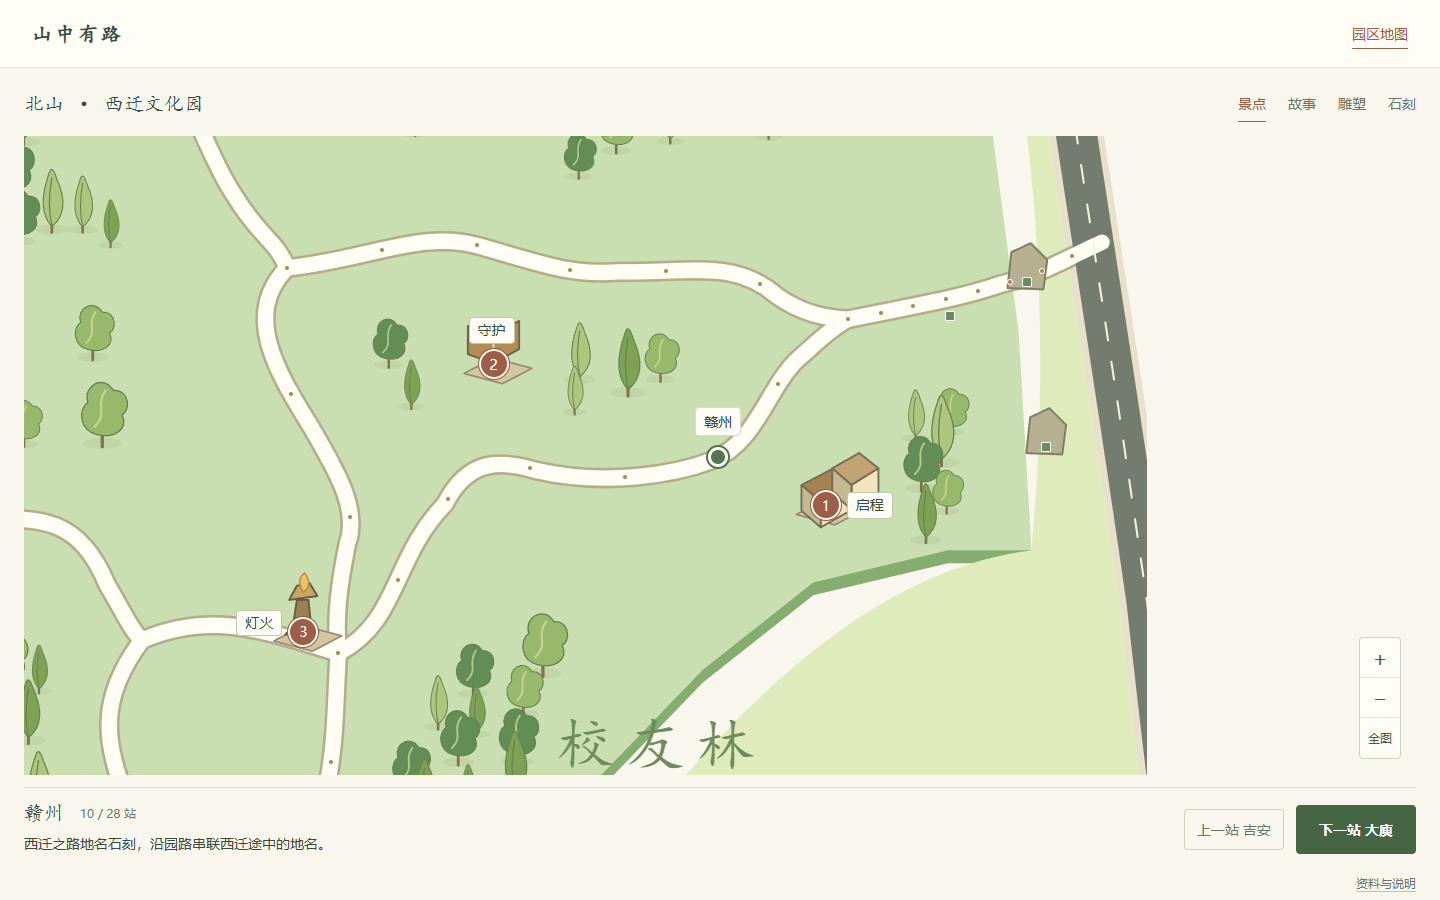 山中有路
园区地图
北山 • 西迁文化园
景点 故事 雕塑 石刻
守护
2
赣州
1 启程
灯火 3
校友林
+
−
全图
赣州 10 / 28 站
西迁之路地名石刻，沿园路串联西迁途中的地名。
上一站 吉安
下一站 大庾
资料与说明